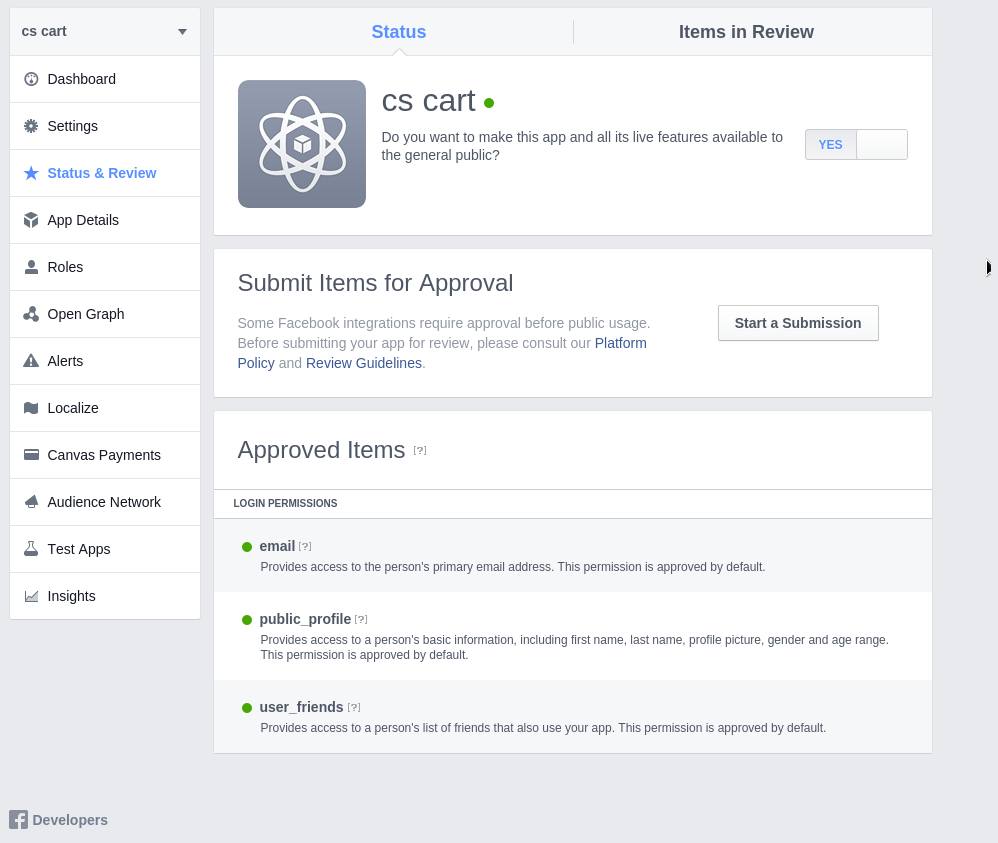 cs cart
Dashboard
Settings
Status & Review
App Details
Roles
Open Graph
Alerts
Localize
Canvas Payments
Audience Network
Test Apps
Insights
Status
Items in Review
cs cart
Do you want to make this app and all its live features available to
the general public?
YES
Submit Items for Approval
Some Facebook integrations require approval before public usage.
Before submitting your app for review, please consult our Platform
Policy and Review Guidelines.
Start a Submission
Approved Items [?]
LOGIN PERMISSIONS
email [?]
Provides access to the person's primary email address. This permission is approved by default.
public_profile [?]
Provides access to a person's basic information, including first name, last name, profile picture, gender and age range.
This permission is approved by default.
user_friends [?]
Provides access to a person's list of friends that also use your app. This permission is approved by default.
Developers